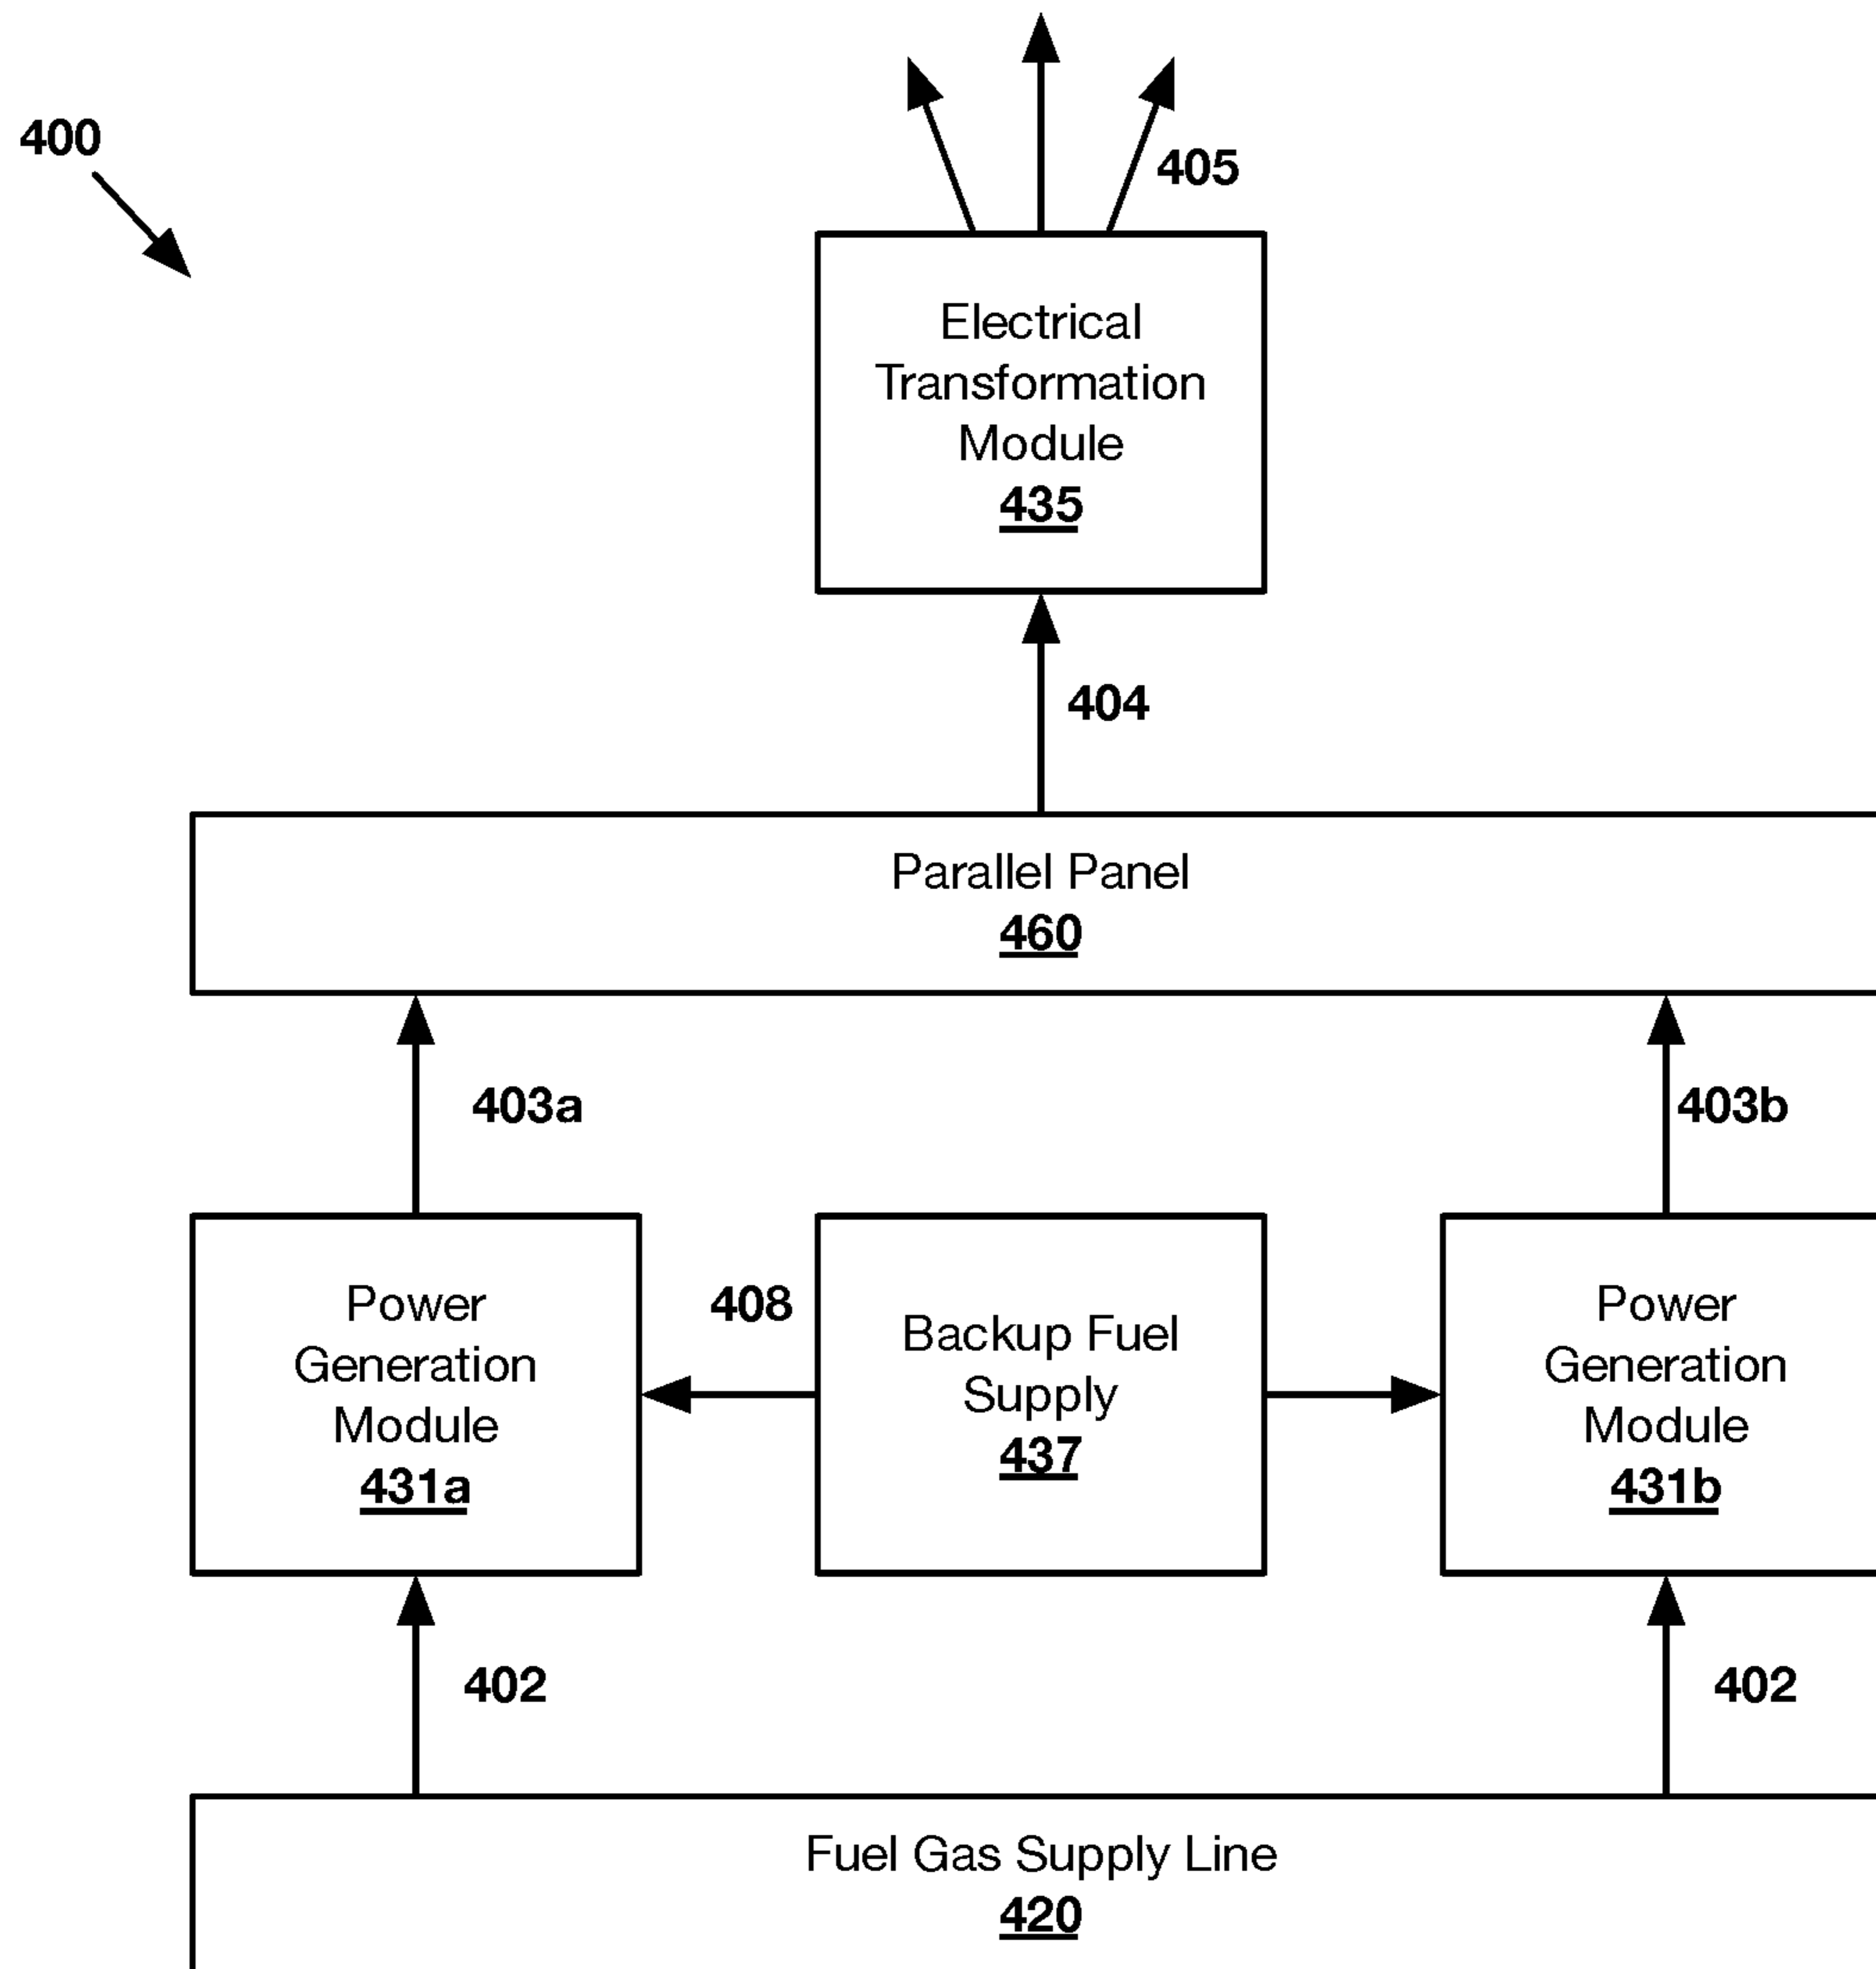 400
405
Electrical
Transformation
Module
435
404
Parallel Panel
460
403a
403b
Power
Generation
Module
431a
408
Backup Fuel
Supply
437
Power
Generation
Module
431b
402
402
Fuel Gas Supply Line
420